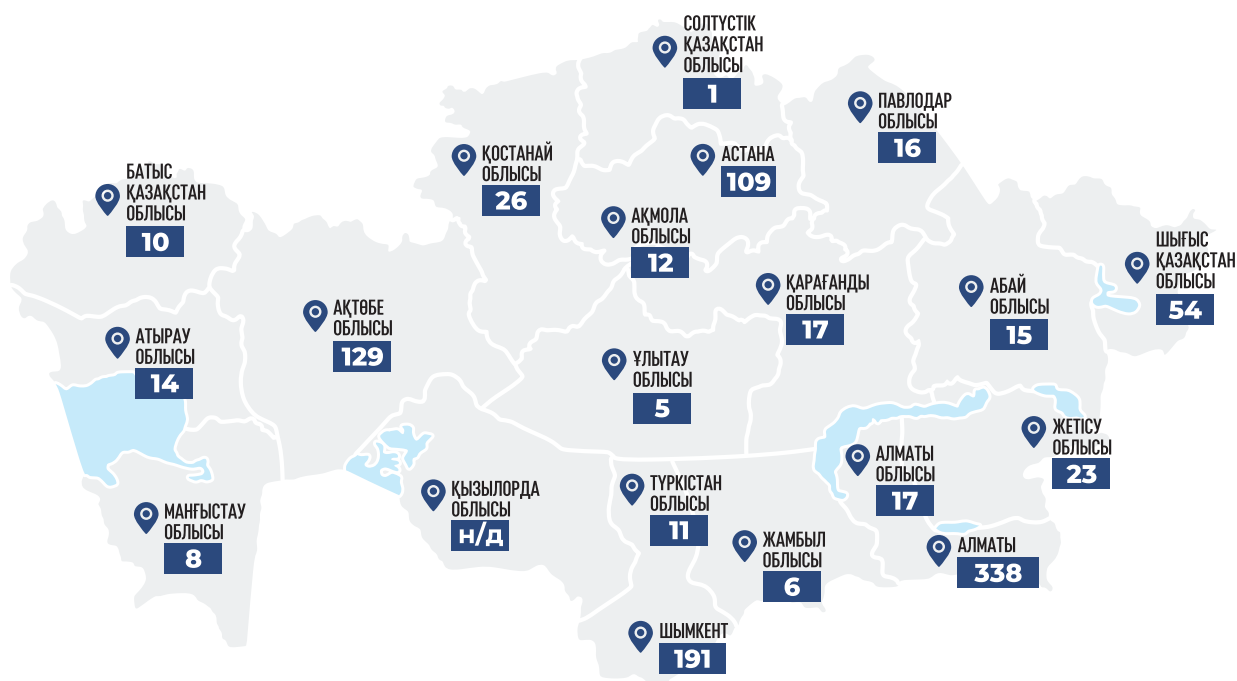 СОЛТҮСТІК
ҚАЗАҚСТАН
ОБЛЫСЫ
1
ПАВЛОДАР
ОБЛЫСЫ
16
ҚОСТАНАЙ
ОБЛЫСЫ
26
АСТАНА
109
БАТЫС
ҚАЗАҚСТАН
ОБЛЫСЫ
10
АҚМОЛА
ОБЛЫСЫ
12
ШЫҒЫС
ҚАЗАҚСТАН
ОБЛЫСЫ
54
ҚАРАҒАНДЫ
ОБЛЫСЫ
17
АБАЙ
ОБЛЫСЫ
15
АҚТӨБЕ
ОБЛЫСЫ
129
АТЫРАУ
ОБЛЫСЫ
14
ҰЛЫТАУ
ОБЛЫСЫ
5
ЖЕТІСУ
ОБЛЫСЫ
23
АЛМАТЫ
ОБЛЫСЫ
17
ТҮРКІСТАН
ОБЛЫСЫ
11
ҚЫЗЫЛОРДА
ОБЛЫСЫ
н/д
МАНҒЫСТАУ
ОБЛЫСЫ
8
ЖАМБЫЛ
ОБЛЫСЫ
6
АЛМАТЫ
338
ШЫМКЕНТ
191